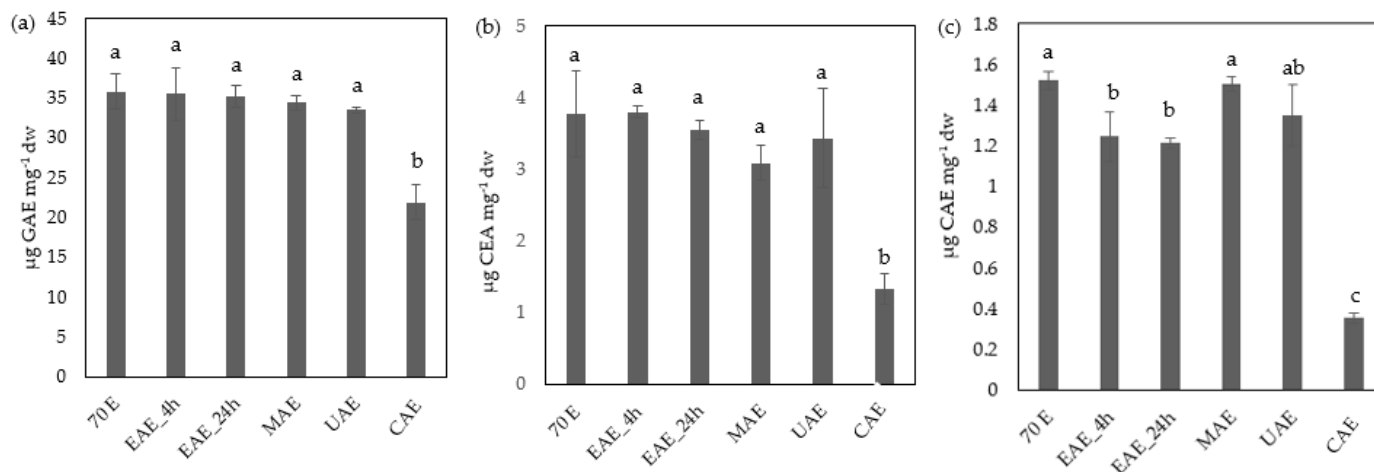 (a)
45
40
35
30
25
20
15
10
5
0
µg GAE mg⁻¹ dw
a
a
a
a
a
b
70 E
EAE_4h
EAE_24h
MAE
UAE
CAE
(b)
5
4
3
2
1
0
µg CEA mg⁻¹ dw
a
a
a
a
a
b
70 E
EAE_4h
EAE_24h
MAE
UAE
CAE
(c)
1.8
1.6
1.4
1.2
1
0.8
0.6
0.4
0.2
0
µg CAE mg⁻¹ dw
a
b
b
a
ab
c
70 E
EAE_4h
EAE_24h
MAE
UAE
CAE